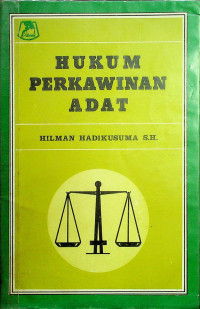 HUKUM
PERKAWINAN
ADAT
HILMAN HADIKUSUMA S.H.